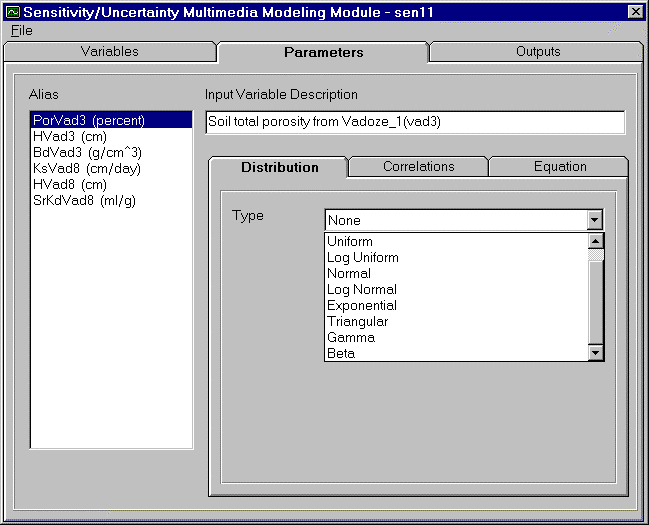 Sensitivity/Uncertainty Multimedia Modeling Module - sen11
File
Variables
Parameters
Outputs
Alias
Input Variable Description
PorVad3 (percent)
HVad3 (cm)
BdVad3 (g/cm^3)
KsVad8 (cm/day)
HVad8 (cm)
SrKdVad8 (ml/g)
Soil total porosity from Vadoze_1(vad3)
Distribution
Correlations
Equation
Type
None
Uniform
Log Uniform
Normal
Log Normal
Exponential
Triangular
Gamma
Beta